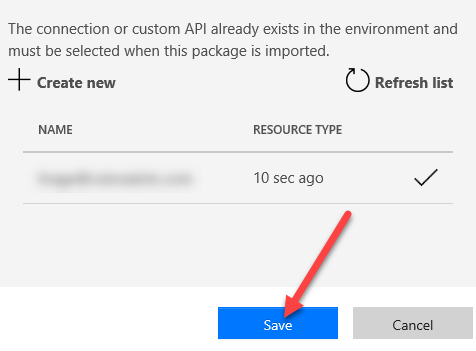 The connection or custom API already exists in the environment and
must be selected when this package is imported.
Create new Refresh list
NAME RESOURCE TYPE
10 sec ago
Save Cancel